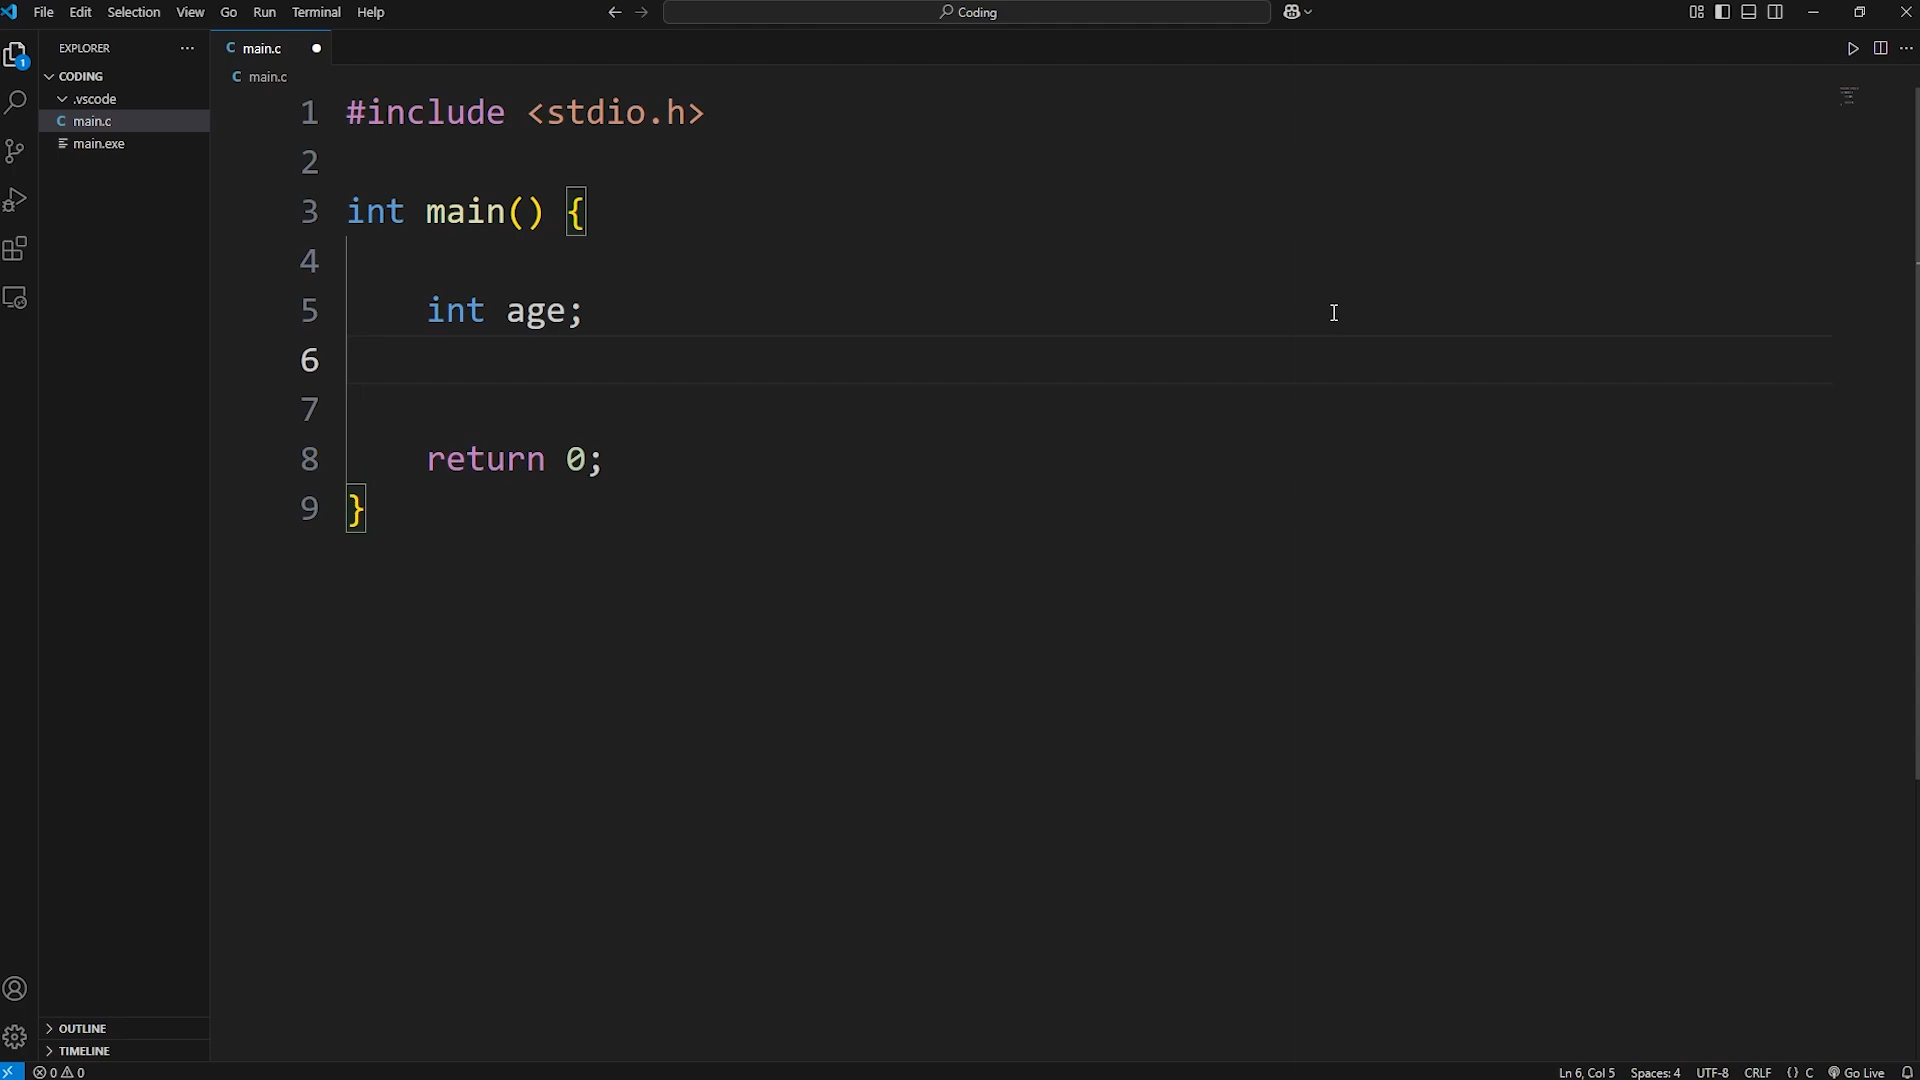 File Edit Selection View Go Run Terminal Help
Coding
EXPLORER
main.c
CODING
main.c
.vscode
main.c
main.exe
1
1 #include <stdio.h>
2
3 int main() {
4
5 int age;
6
7
8 return 0;
9 }
OUTLINE
TIMELINE
0 0 Ln 6, Col 5 Spaces: 4 UTF-8 CRLF {} C Go Live